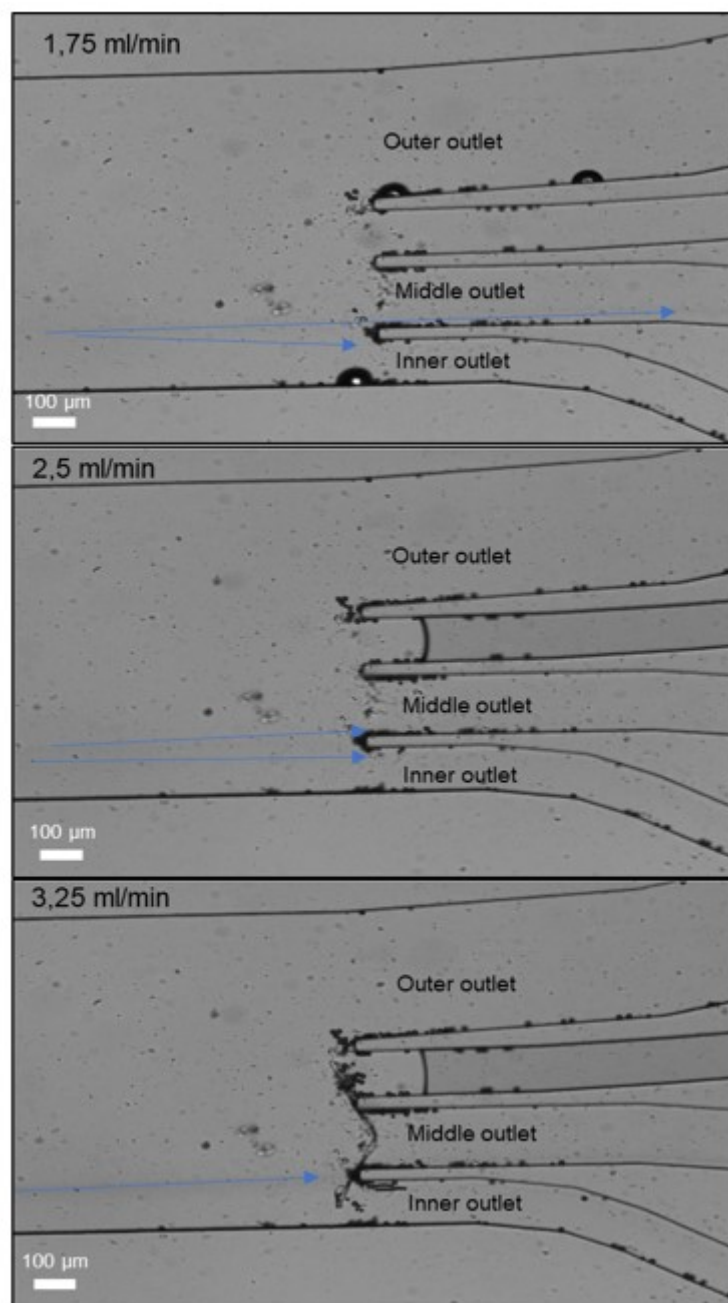 1,75 ml/min
Outer outlet
Middle outlet
Inner outlet
100 µm
2,5 ml/min
Outer outlet
Middle outlet
Inner outlet
100 µm
3,25 ml/min
Outer outlet
Middle outlet
Inner outlet
100 µm